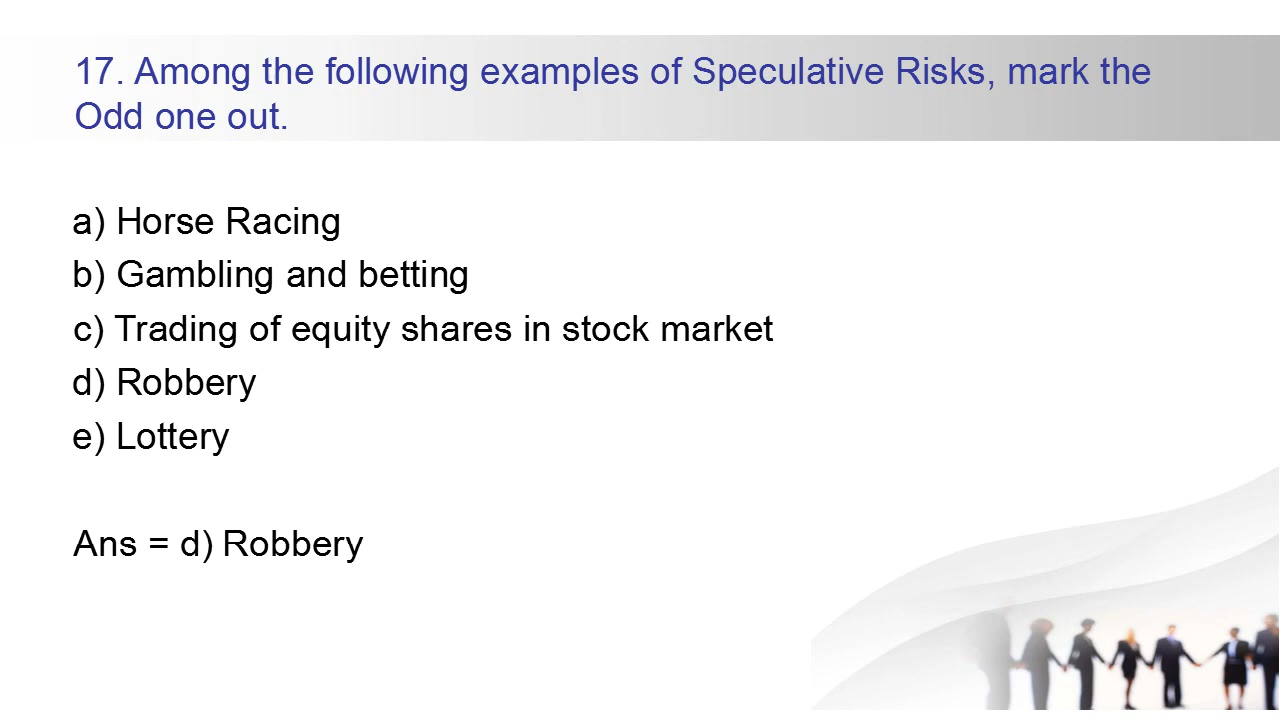 17. Among the following examples of Speculative Risks, mark the
Odd one out.
a) Horse Racing
b) Gambling and betting
c) Trading of equity shares in stock market
d) Robbery
e) Lottery
Ans = d) Robbery